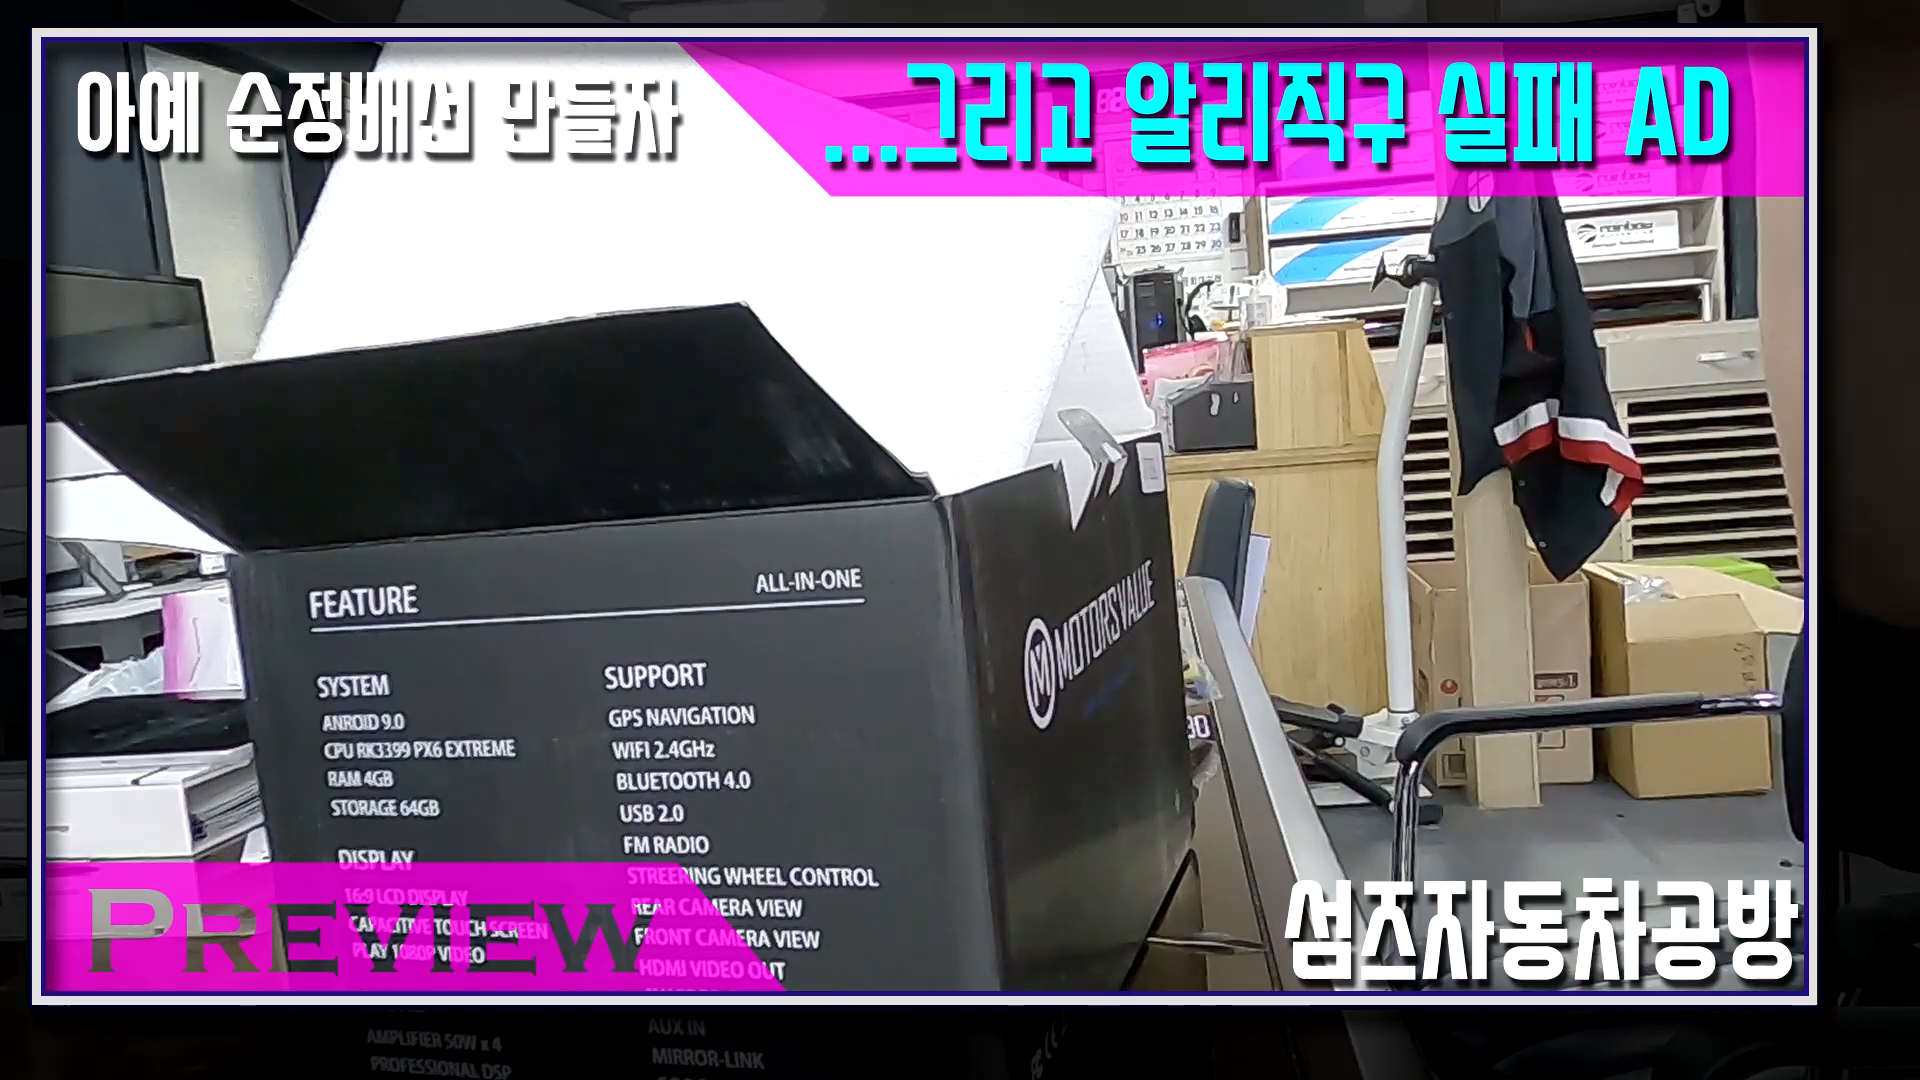 아예 순정배선 만들자
...그리고 알리직구 실패 AD
FEATURE
ALL-IN-ONE
SYSTEM
ANROID 9.0
CPU RK3399 PX6 EXTREME
RAM 4GB
STORAGE 64GB
DISPLAY
16:9 LCD DISPLAY
CAPACITIVE TOUCH SCREEN
PLAY 1080P VIDEO
AMPLIFIER 50W x 4
PROFESSIONAL DSP
SUPPORT
GPS NAVIGATION
WIFI 2.4GHz
BLUETOOTH 4.0
USB 2.0
FM RADIO
STREERING WHEEL CONTROL
REAR CAMERA VIEW
FRONT CAMERA VIEW
HDMI VIDEO OUT
AUX IN
MIRROR-LINK
M MOTORS VALUE
PREVIEW
섬즈자동차공방